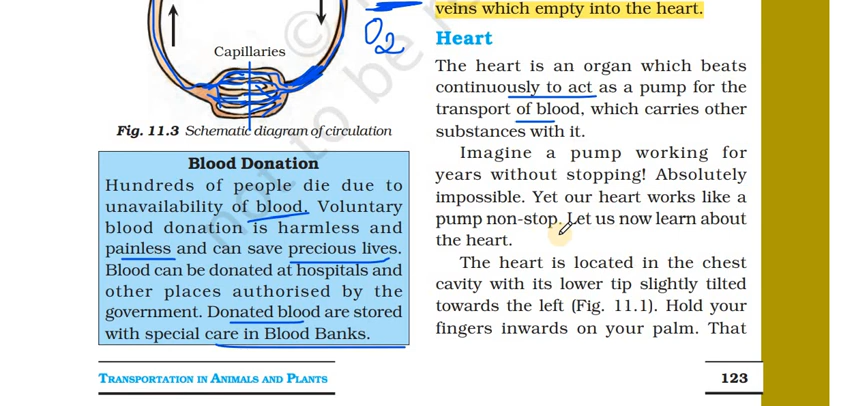 veins which empty into the heart.
O2
Capillaries
Fig. 11.3 Schematic diagram of circulation
Blood Donation
Hundreds of people die due to
unavailability of blood. Voluntary
blood donation is harmless and
painless and can save precious lives.
Blood can be donated at hospitals and
other places authorised by the
government. Donated blood are stored
with special care in Blood Banks.
Heart
The heart is an organ which beats
continuously to act as a pump for the
transport of blood, which carries other
substances with it.
Imagine a pump working for
years without stopping! Absolutely
impossible. Yet our heart works like a
pump non-stop. Let us now learn about
the heart.
The heart is located in the chest
cavity with its lower tip slightly tilted
towards the left (Fig. 11.1). Hold your
fingers inwards on your palm. That
TRANSPORTATION IN ANIMALS AND PLANTS
123
©
not to be re